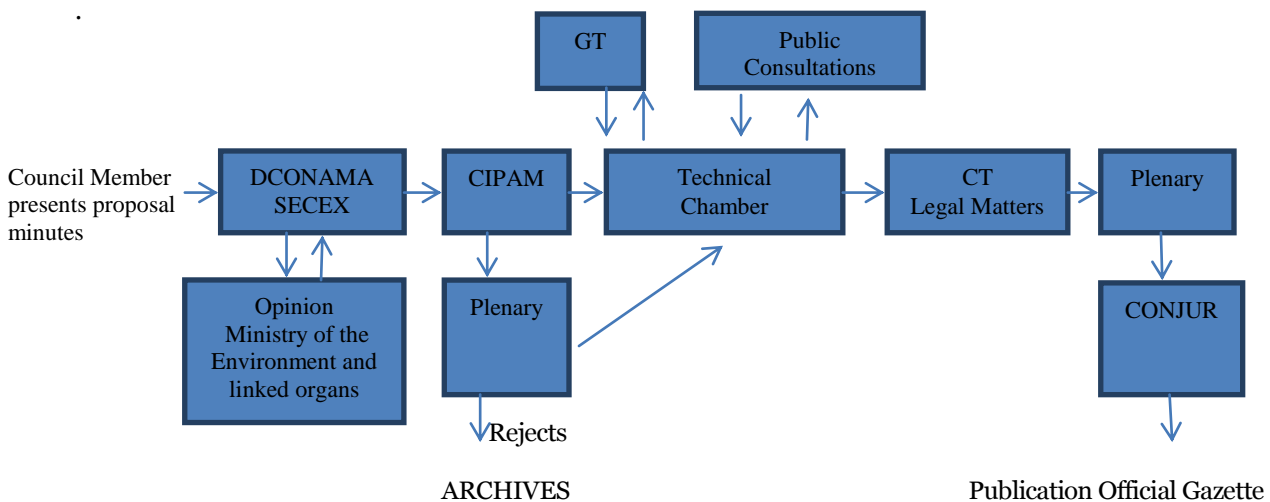 .
GT
Public
Consultations
Council Member
presents proposal
minutes
DCONAMA
SECEX
CIPAM
Technical
Chamber
CT
Legal Matters
Plenary
Opinion
Ministry of the
Environment and
linked organs
Plenary
CONJUR
Rejects
ARCHIVES
Publication Official Gazette